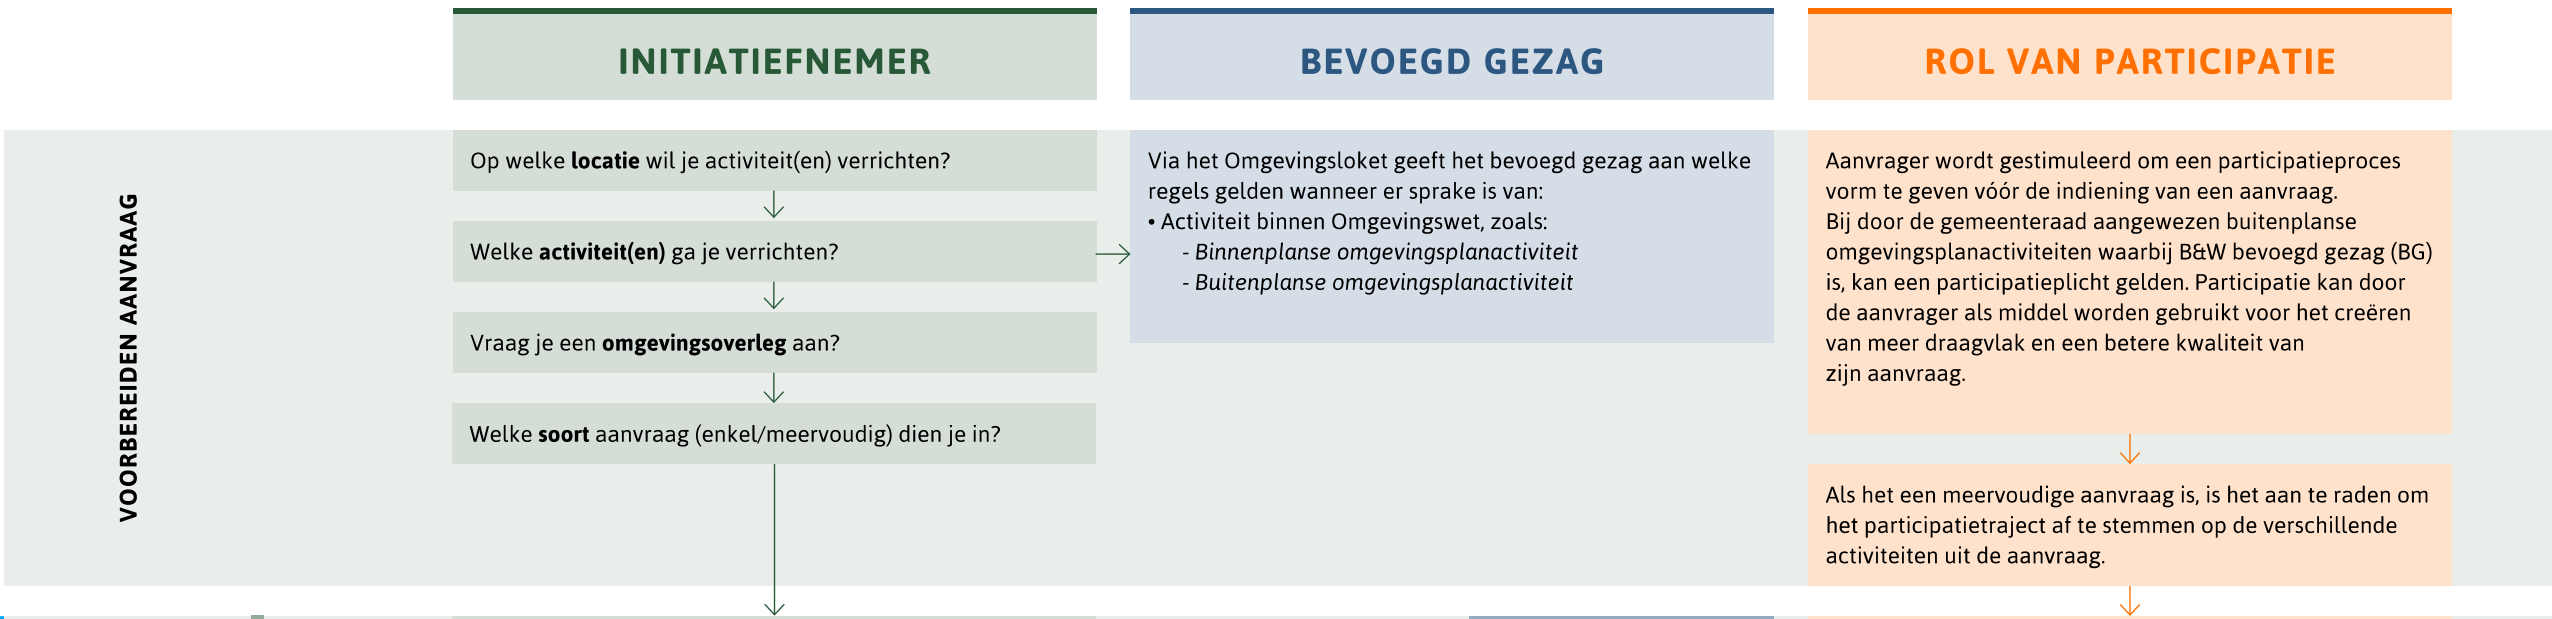 INITIATIEFNEMER
BEVOEGD GEZAG
ROL VAN PARTICIPATIE
VOORBEREIDEN AANVRAAG
Op welke locatie wil je activiteit(en) verrichten?
Welke activiteit(en) ga je verrichten?
Vraag je een omgevingsoverleg aan?
Welke soort aanvraag (enkel/meervoudig) dien je in?
Via het Omgevingsloket geeft het bevoegd gezag aan welke
regels gelden wanneer er sprake is van:
• Activiteit binnen Omgevingswet, zoals:
- Binnenplanse omgevingsplanactiviteit
- Buitenplanse omgevingsplanactiviteit
Aanvrager wordt gestimuleerd om een participatieproces
vorm te geven vóór de indiening van een aanvraag.
Bij door de gemeenteraad aangewezen buitenplanse
omgevingsplanactiviteiten waarbij B&W bevoegd gezag (BG)
is, kan een participatieplicht gelden. Participatie kan door
de aanvrager als middel worden gebruikt voor het creëren
van meer draagvlak en een betere kwaliteit van
zijn aanvraag.
Als het een meervoudige aanvraag is, is het aan te raden om
het participatietraject af te stemmen op de verschillende
activiteiten uit de aanvraag.